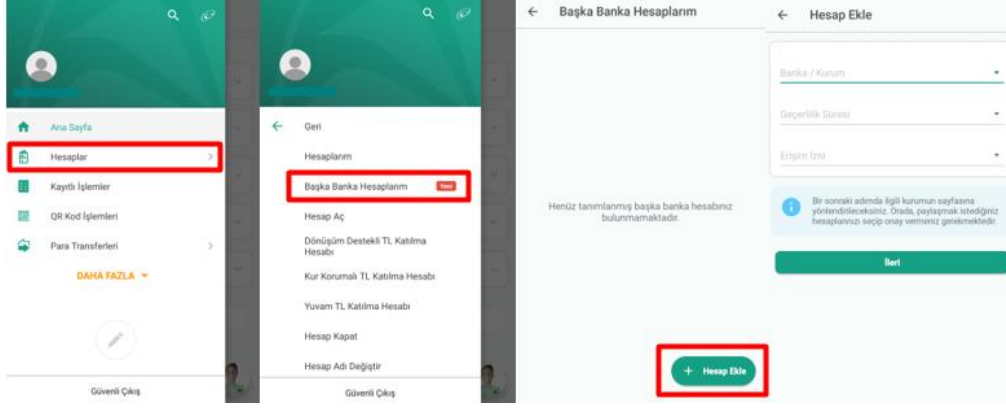 Ana Sayfa
Hesaplar
Kayıtlı İşlemler
QR Kod İşlemleri
Para Transferleri
DAHA FAZLA
Güvenli Çıkış
Geri
Hesaplarım
Başka Banka Hesaplarım
Yeni
Hesap Aç
Dönüşüm Destekli TL Katılma
Hesabı
Kur Korumalı TL Katılma Hesabı
Yuvam TL Katılma Hesabı
Hesap Kapat
Hesap Adı Değiştir
Güvenli Çıkış
Başka Banka Hesaplarım
Henüz tanımlanmış başka banka hesabınız
bulunmamaktadır.
+ Hesap Ekle
Hesap Ekle
Banka / Kurum
Geçerlilik Süresi
Erişim İzni
Bir sonraki adımda ilgili kurumun sayfasına
yönlendirileceksiniz. Orada, paylaşmak istediğiniz
hesaplarınızı seçip onay vermeniz gerekmektedir.
İleri